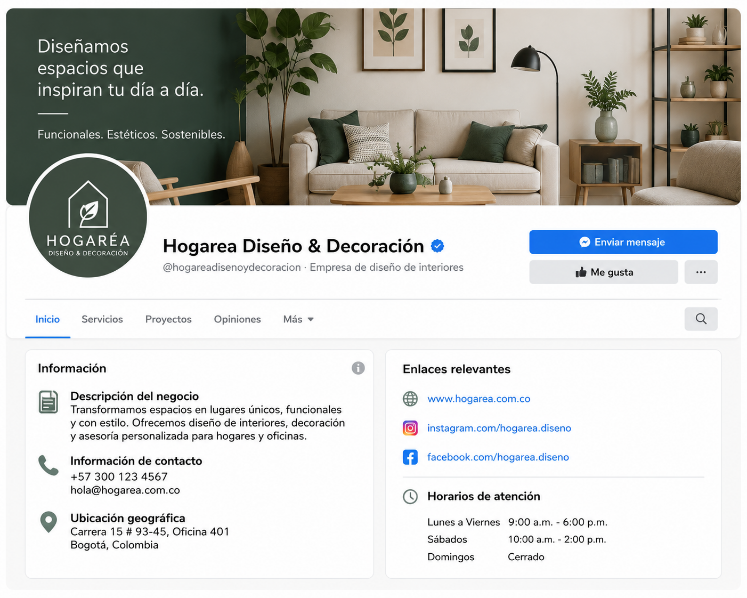 Diseñamos
espacios que
inspiran tu día a día.
Funcionales. Estéticos. Sostenibles.
HOGARÉA
DISEÑO & DECORACIÓN
Hogarea Diseño & Decoración
@hogareadisenoydecoracion · Empresa de diseño de interiores
Enviar mensaje
Me gusta
Inicio Servicios Proyectos Opiniones Más
Información
Descripción del negocio
Transformamos espacios en lugares únicos, funcionales
y con estilo. Ofrecemos diseño de interiores, decoración
y asesoría personalizada para hogares y oficinas.
Información de contacto
+57 300 123 4567
hola@hogarea.com.co
Ubicación geográfica
Carrera 15 # 93-45, Oficina 401
Bogotá, Colombia
Enlaces relevantes
www.hogarea.com.co
instagram.com/hogarea.diseno
facebook.com/hogarea.diseno
Horarios de atención
Lunes a Viernes 9:00 a.m. - 6:00 p.m.
Sábados 10:00 a.m. - 2:00 p.m.
Domingos Cerrado